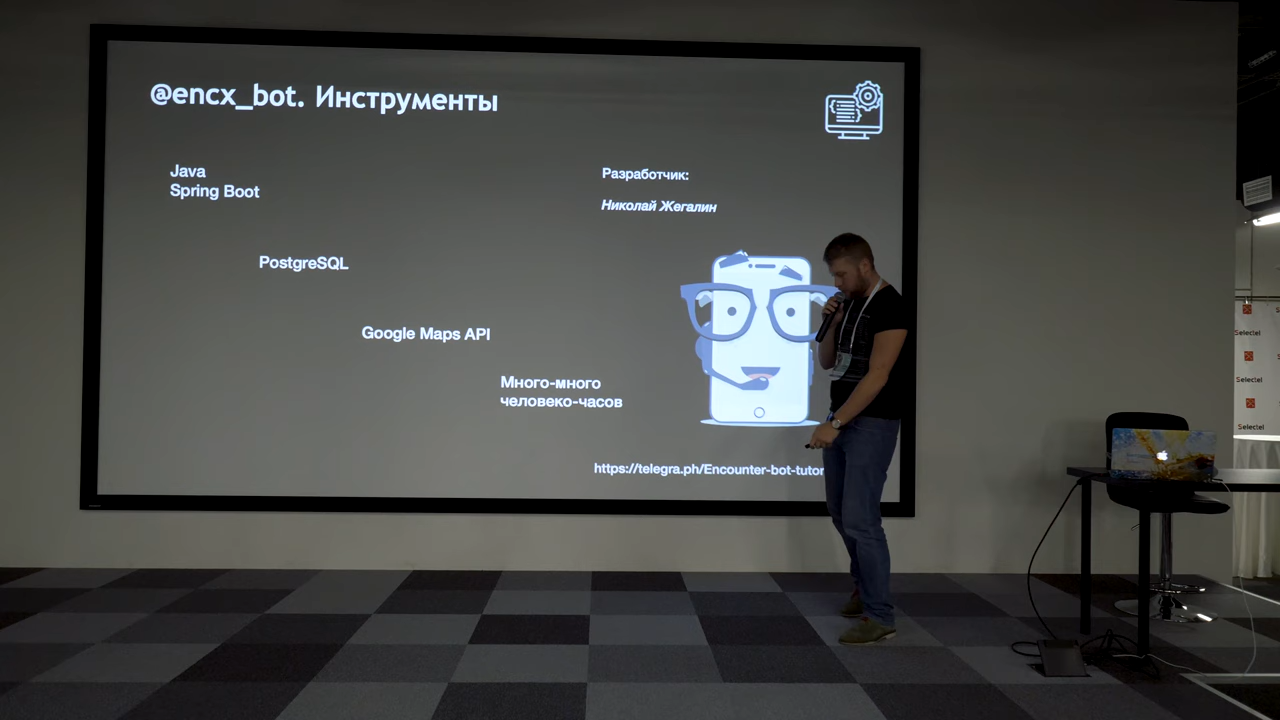 @encx_bot. Инструменты
Java
Spring Boot
Разработчик:
Николай Жегалин
PostgreSQL
Google Maps API
Много-много
человеко-часов
https://telegra.ph/Encounter-bot-tutor
Selectel
Selectel
Selectel